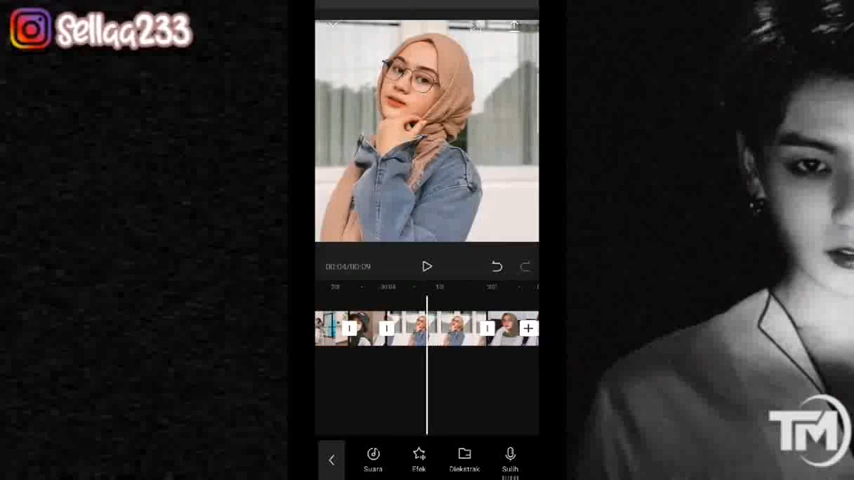 Sellaa233
00:04/00:09
Suara
Efek
Diekstrak
Sulih
TM